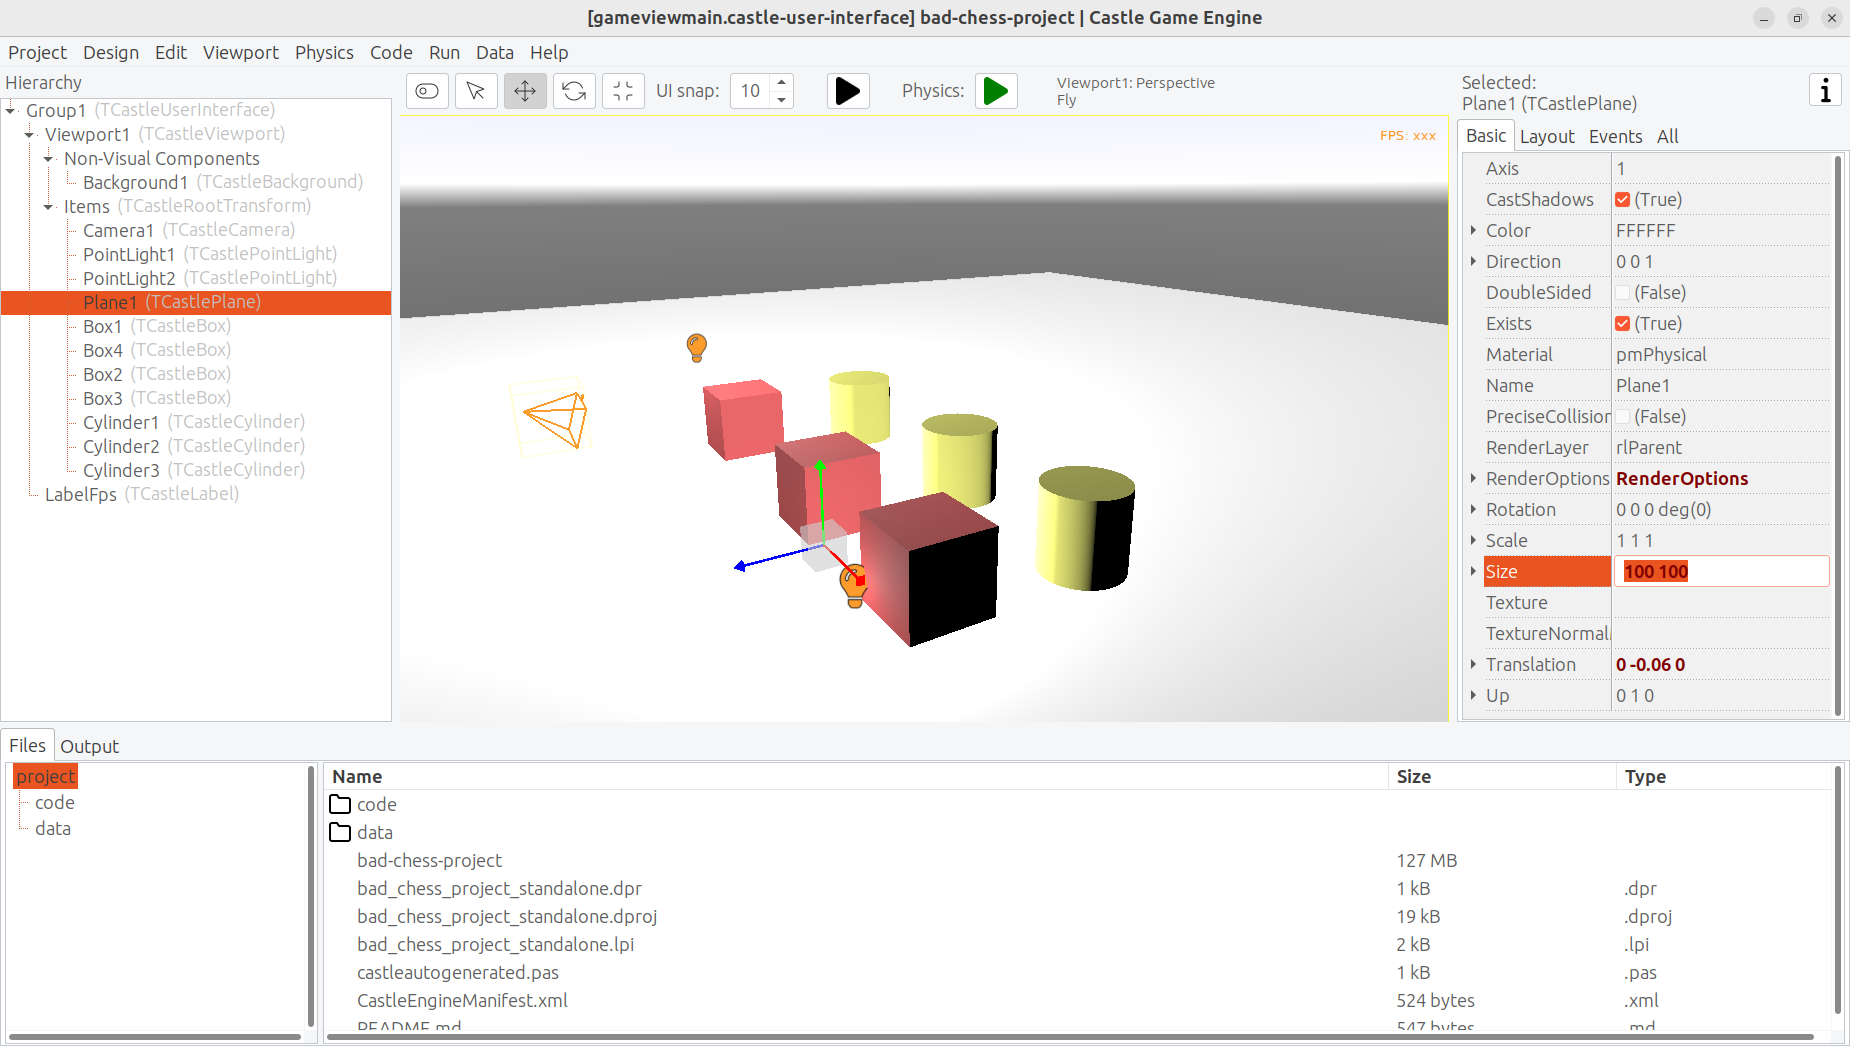 [gameviewmain.castle-user-interface] bad-chess-project | Castle Game Engine
Project Design Edit Viewport Physics Code Run Data Help
Hierarchy
Group1 (TCastleUserInterface)
Viewport1 (TCastleViewport)
Non-Visual Components
Background1 (TCastleBackground)
Items (TCastleRootTransform)
Camera1 (TCastleCamera)
PointLight1 (TCastlePointLight)
PointLight2 (TCastlePointLight)
Plane1 (TCastlePlane)
Box1 (TCastleBox)
Box4 (TCastleBox)
Box2 (TCastleBox)
Box3 (TCastleBox)
Cylinder1 (TCastleCylinder)
Cylinder2 (TCastleCylinder)
Cylinder3 (TCastleCylinder)
LabelFps (TCastleLabel)
UI snap: 10 Physics:
Viewport1: Perspective
Fly
FPS: xxx
Selected:
Plane1 (TCastlePlane)
Basic Layout Events All
Axis 1
CastShadows (True)
Color FFFFFF
Direction 0 0 1
DoubleSided (False)
Exists (True)
Material pmPhysical
Name Plane1
PreciseCollision (False)
RenderLayer rlParent
RenderOptions RenderOptions
Rotation 0 0 0 deg(0)
Scale 1 1 1
Size 100 100
Texture
TextureNormal
Translation 0 -0.06 0
Up 0 1 0
Files Output
project
code
data
Name Size Type
code
data
bad-chess-project 127 MB
bad_chess_project_standalone.dpr 1 kB .dpr
bad_chess_project_standalone.dproj 19 kB .dproj
bad_chess_project_standalone.lpi 2 kB .lpi
castleautogenerated.pas 1 kB .pas
CastleEngineManifest.xml 524 bytes .xml
README.md 547 bytes .md